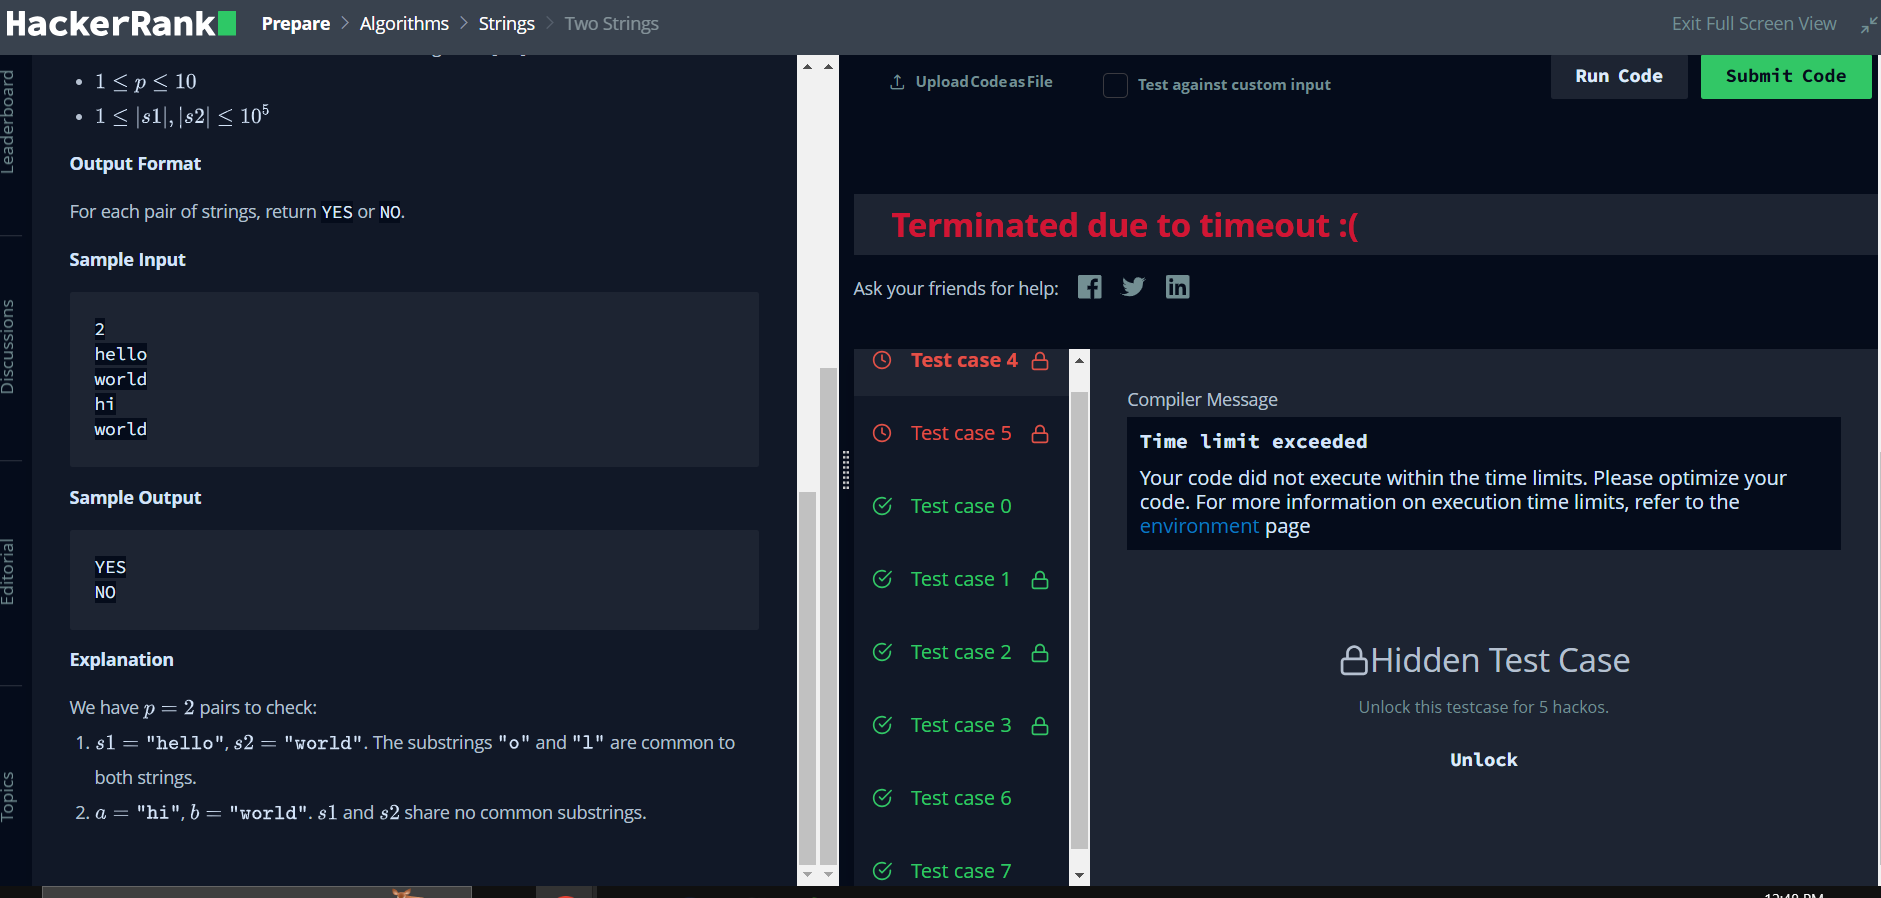 HackerRank Prepare > Algorithms > Strings > Two Strings Exit Full Screen View
Leaderboard
Discussions
Editorial
Topics
• 1 ≤ p ≤ 10
• 1 ≤ |s1|, |s2| ≤ 10⁵
Output Format
For each pair of strings, return YES or NO.
Sample Input
2
hello
world
hi
world
Sample Output
YES
NO
Explanation
We have p = 2 pairs to check:
1. s1 = "hello", s2 = "world". The substrings "o" and "l" are common to
both strings.
2. a = "hi", b = "world". s1 and s2 share no common substrings.
Upload Code as File Test against custom input Run Code Submit Code
Terminated due to timeout :(
Ask your friends for help:
Test case 4
Test case 5
Test case 0
Test case 1
Test case 2
Test case 3
Test case 6
Test case 7
Compiler Message
Time limit exceeded
Your code did not execute within the time limits. Please optimize your
code. For more information on execution time limits, refer to the
environment page
Hidden Test Case
Unlock this testcase for 5 hackos.
Unlock